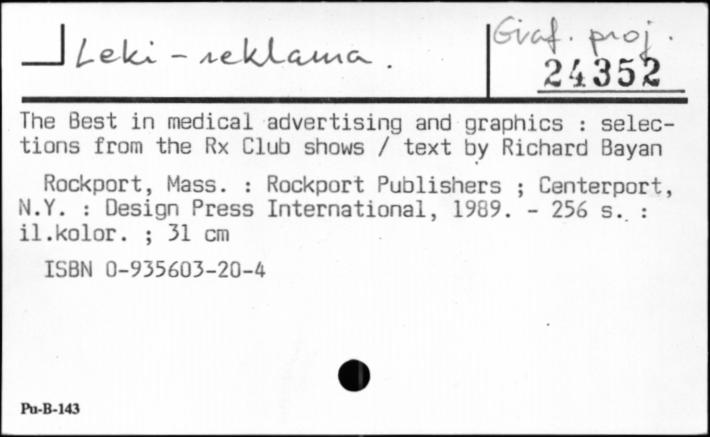 Leki - reklama.
Graf. proj.
24352
The Best in medical advertising and graphics : selec-
tions from the Rx Club shows / text by Richard Bayan
Rockport, Mass. : Rockport Publishers ; Centerport,
N.Y. : Design Press International, 1989. - 256 s. :
il.kolor. ; 31 cm
ISBN 0-935603-20-4
Pu-B-143